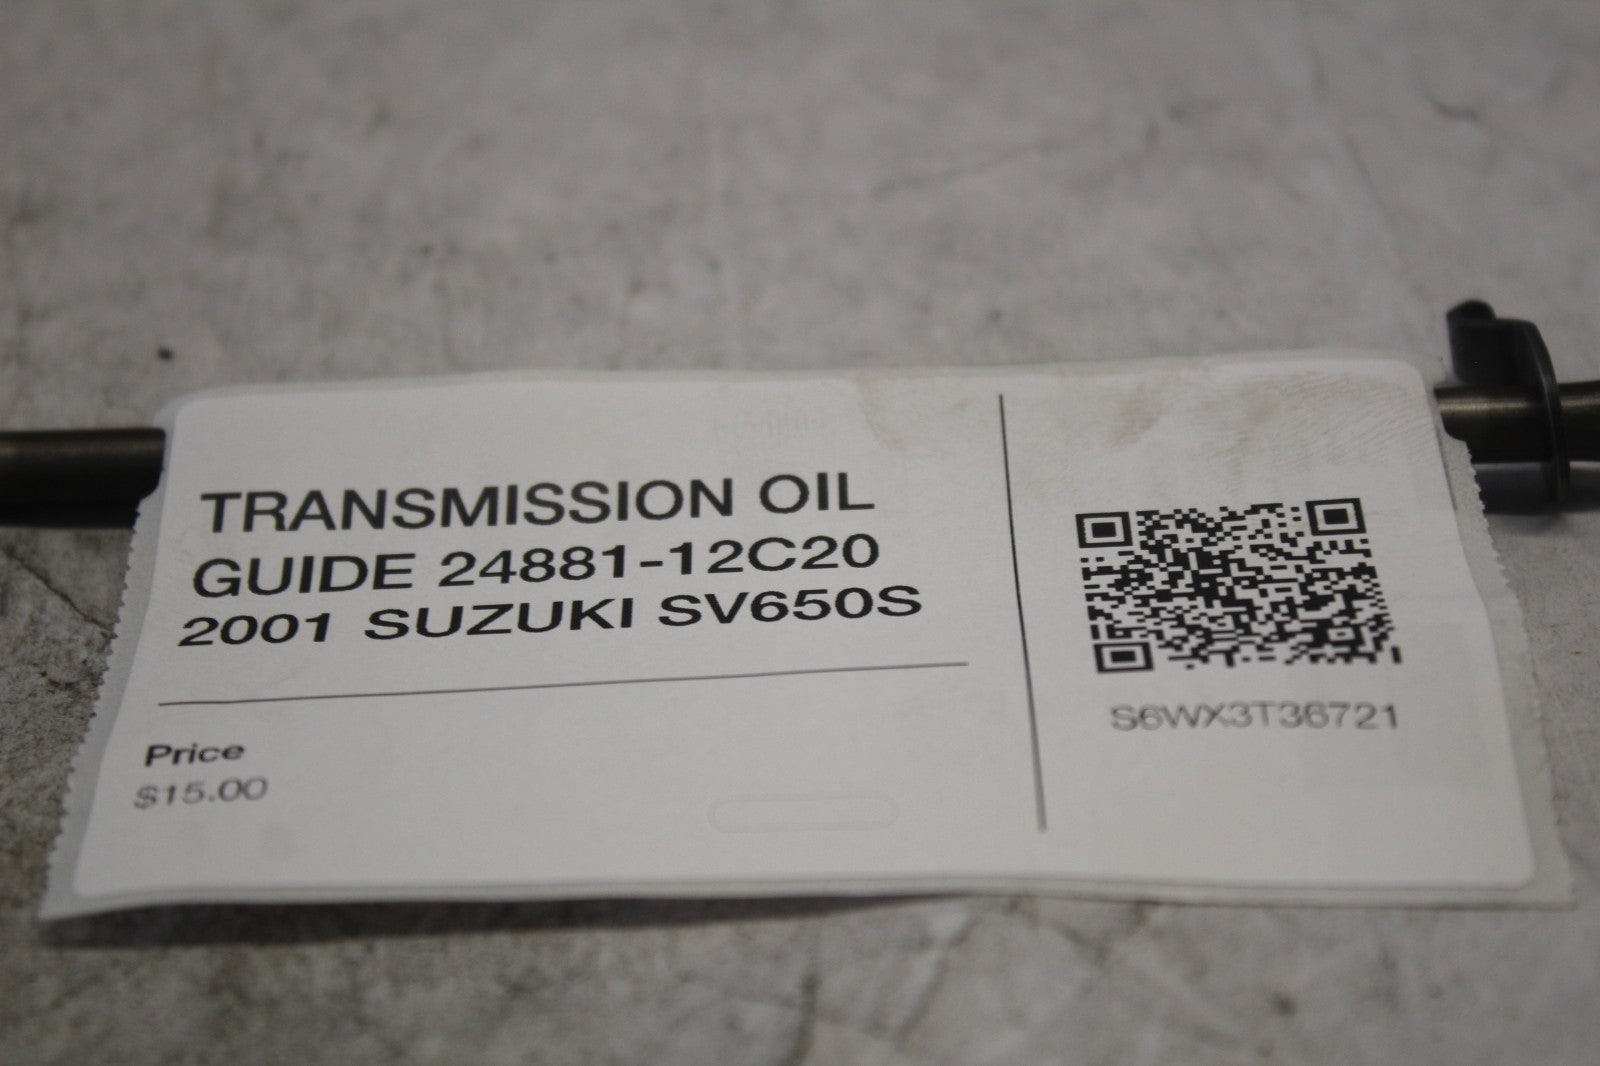 TRANSMISSION OIL
GUIDE 24881-12C20
2001 SUZUKI SV650S
Price
$15.00
S6WX3T36721